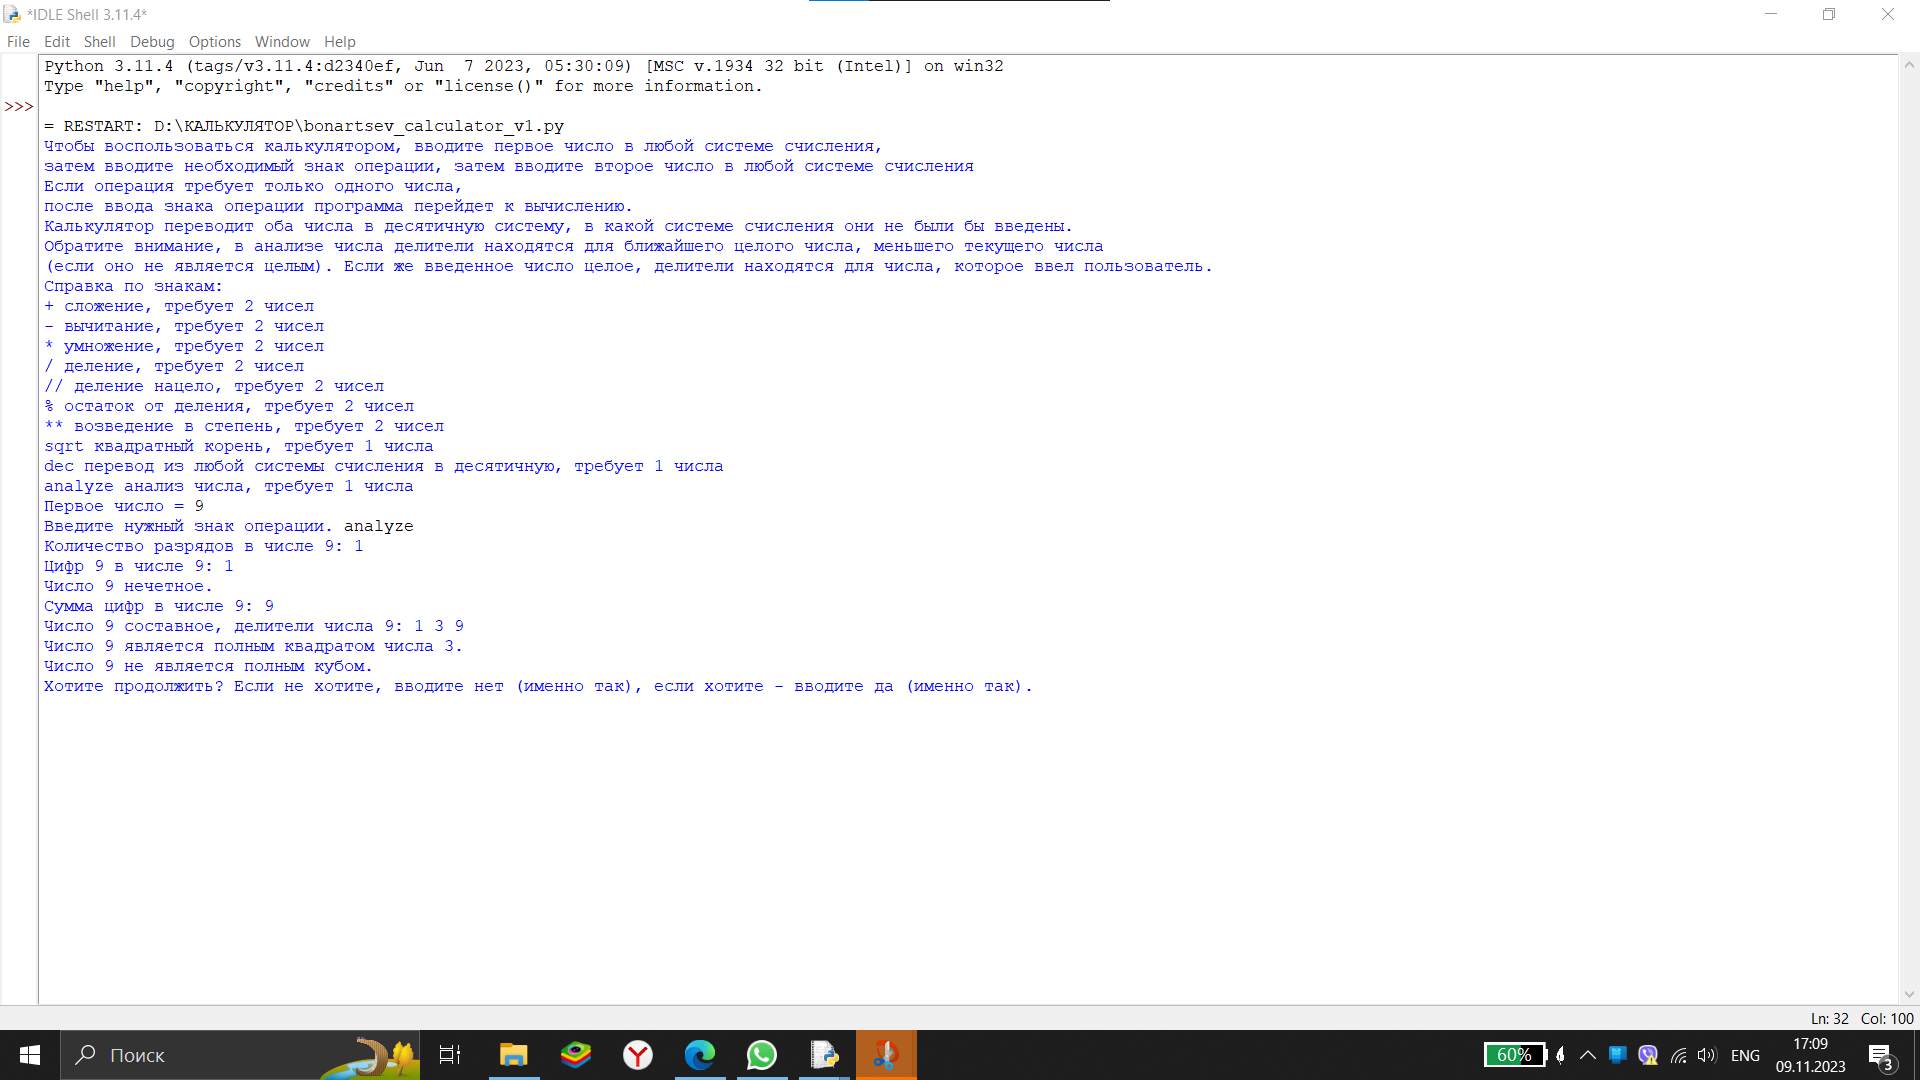 *IDLE Shell 3.11.4*
File Edit Shell Debug Options Window Help
Python 3.11.4 (tags/v3.11.4:d2340ef, Jun  7 2023, 05:30:09) [MSC v.1934 32 bit (Intel)] on win32
Type "help", "copyright", "credits" or "license()" for more information.
>>>
= RESTART: D:\КАЛЬКУЛЯТОР\bonartsev_calculator_v1.py
Чтобы воспользоваться калькулятором, вводите первое число в любой системе счисления,
затем вводите необходимый знак операции, затем вводите второе число в любой системе счисления
Если операция требует только одного числа,
после ввода знака операции программа перейдет к вычислению.
Калькулятор переводит оба числа в десятичную систему, в какой системе счисления они не были бы введены.
Обратите внимание, в анализе числа делители находятся для ближайшего целого числа, меньшего текущего числа
(если оно не является целым). Если же введенное число целое, делители находятся для числа, которое ввел пользователь.
Справка по знакам:
+ сложение, требует 2 чисел
- вычитание, требует 2 чисел
* умножение, требует 2 чисел
/ деление, требует 2 чисел
// деление нацело, требует 2 чисел
% остаток от деления, требует 2 чисел
** возведение в степень, требует 2 чисел
sqrt квадратный корень, требует 1 числа
dec перевод из любой системы счисления в десятичную, требует 1 числа
analyze анализ числа, требует 1 числа
Первое число = 9
Введите нужный знак операции. analyze
Количество разрядов в числе 9: 1
Цифр 9 в числе 9: 1
Число 9 нечетное.
Сумма цифр в числе 9: 9
Число 9 составное, делители числа 9: 1 3 9
Число 9 является полным квадратом числа 3.
Число 9 не является полным кубом.
Хотите продолжить? Если не хотите, вводите нет (именно так), если хотите - вводите да (именно так).
Ln: 32 Col: 100
Поиск
60%
ENG
17:09
09.11.2023
3